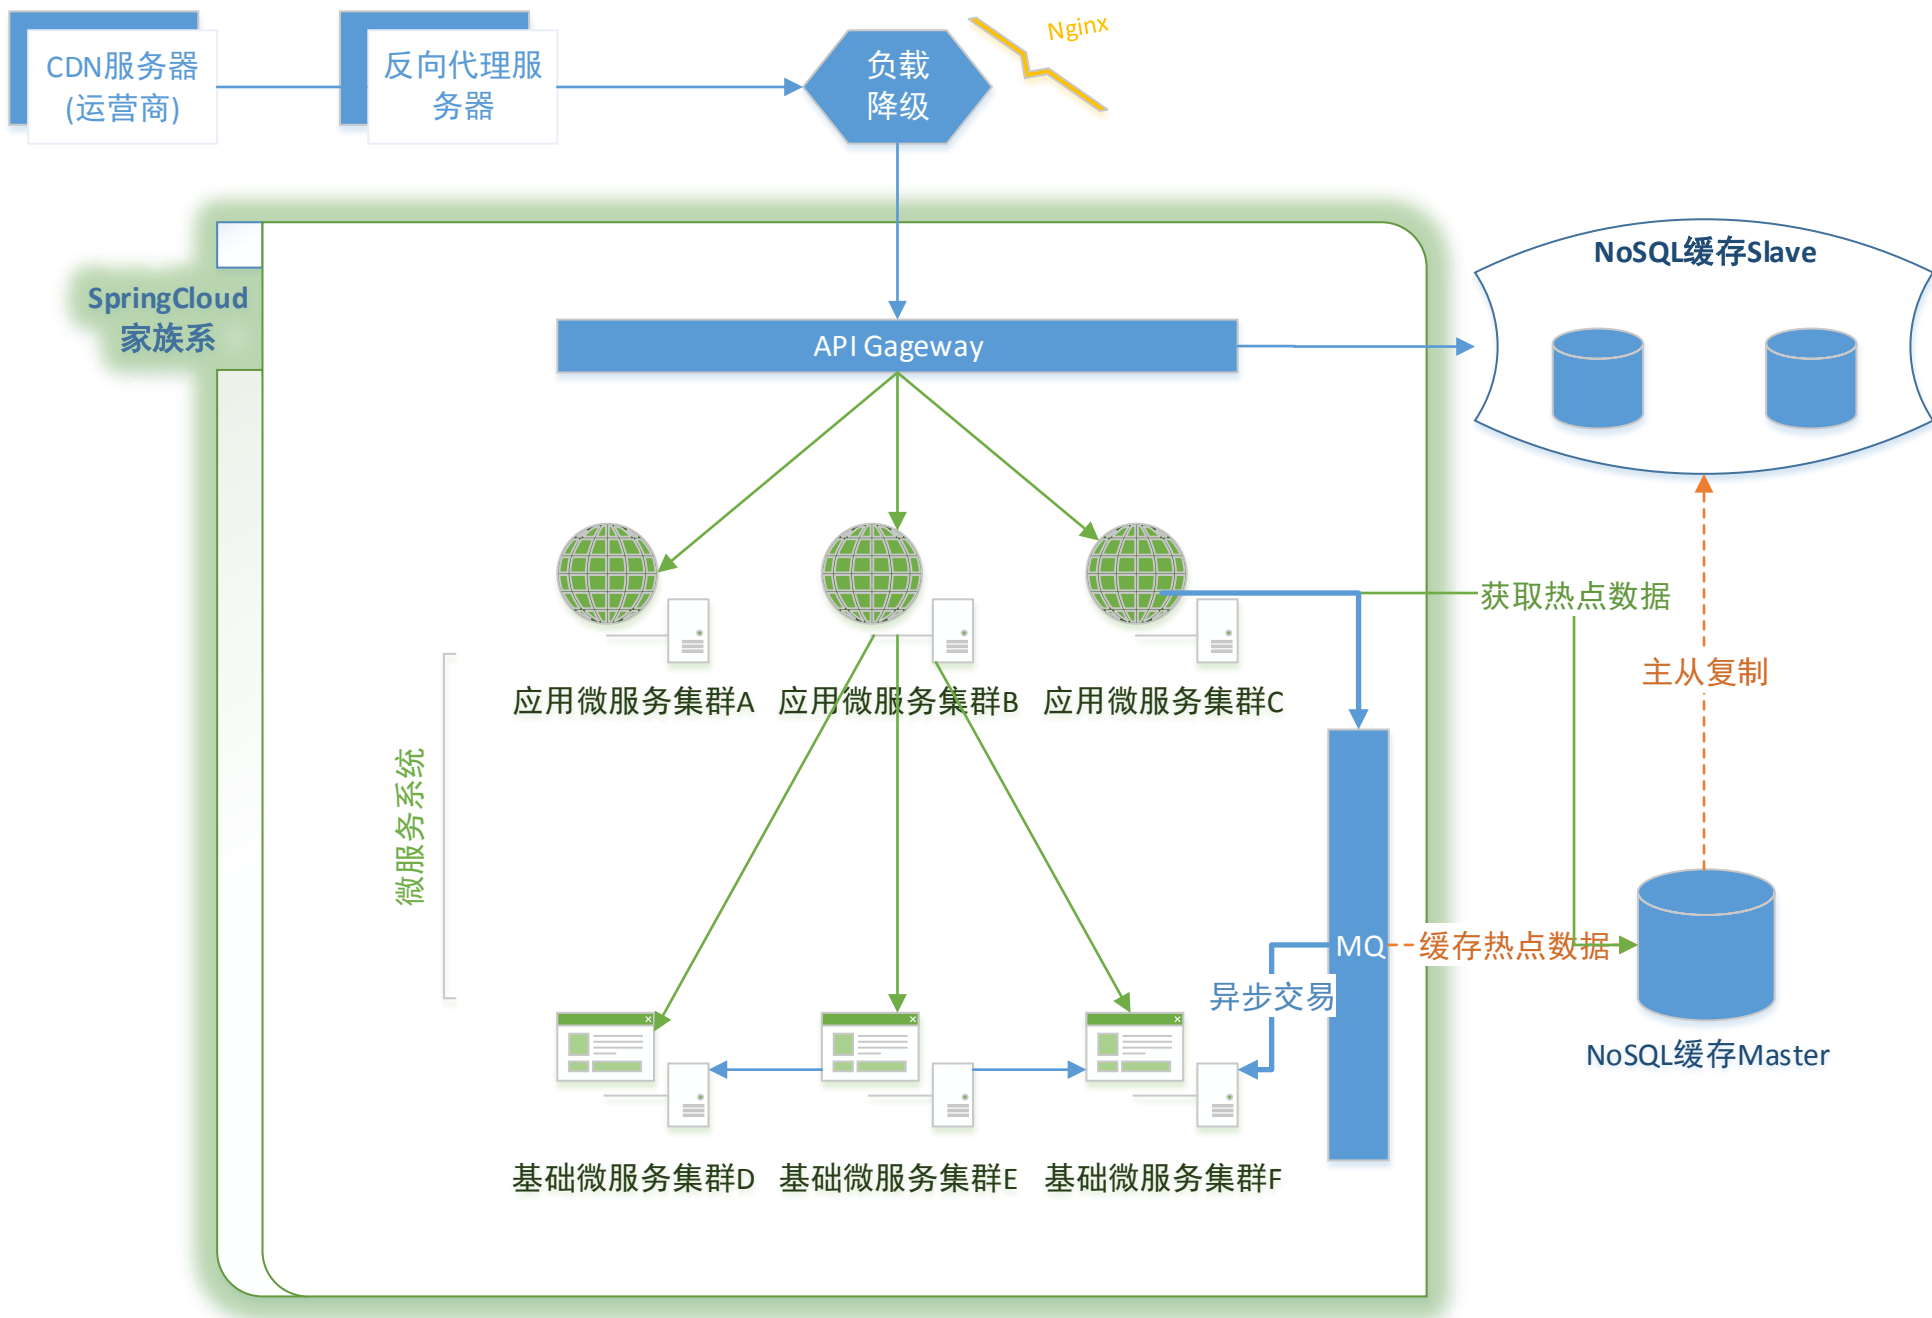 CDN服务器
(运营商)
反向代理服
务器
负载
降级
Nginx
SpringCloud
家族系
API Gageway
NoSQL缓存Slave
获取热点数据
主从复制
应用微服务集群A
应用微服务集群B
应用微服务集群C
微服务系统
MQ
缓存热点数据
异步交易
NoSQL缓存Master
基础微服务集群D
基础微服务集群E
基础微服务集群F